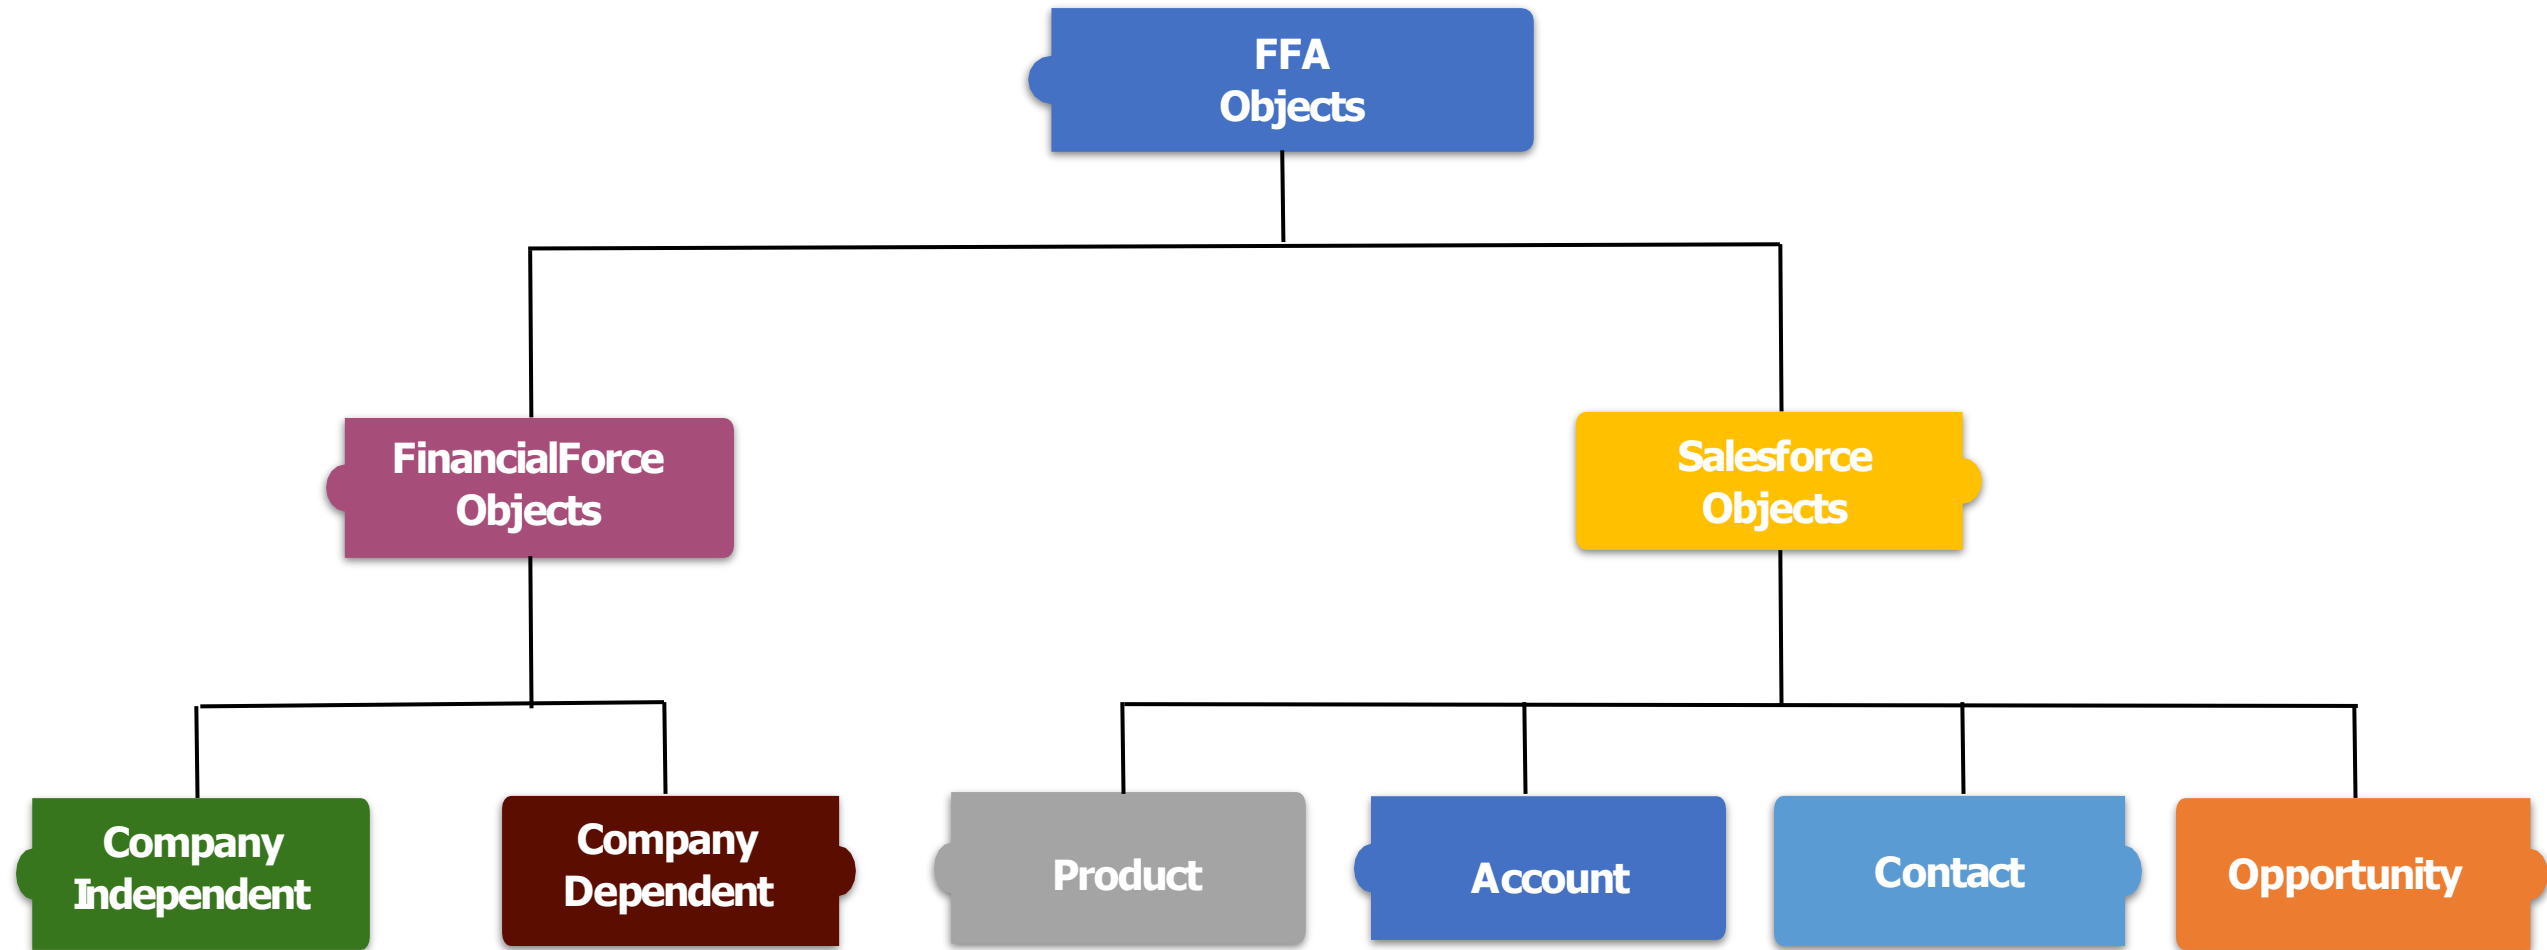 FFA
Objects
FinancialForce
Objects
Salesforce
Objects
Company
Independent
Company
Dependent
Product
Account
Contact
Opportunity